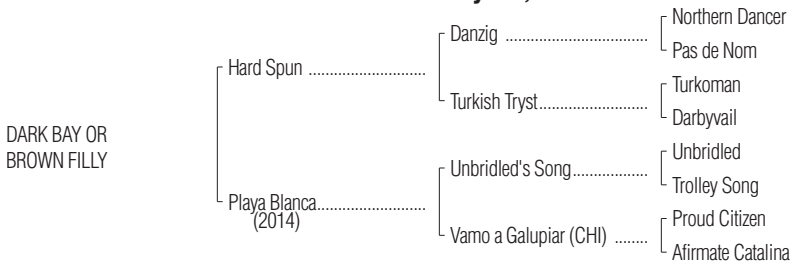 Northern Dancer
Danzig ................................
Pas de Nom
Hard Spun ...........................
Turkoman
Turkish Tryst.........................
Darbyvail
DARK BAY OR
BROWN FILLY
Unbridled
Unbridled's Song..................
Trolley Song
Playa Blanca.........................
(2014)
Proud Citizen
Vamo a Galupiar (CHI) ........
Afirmate Catalina